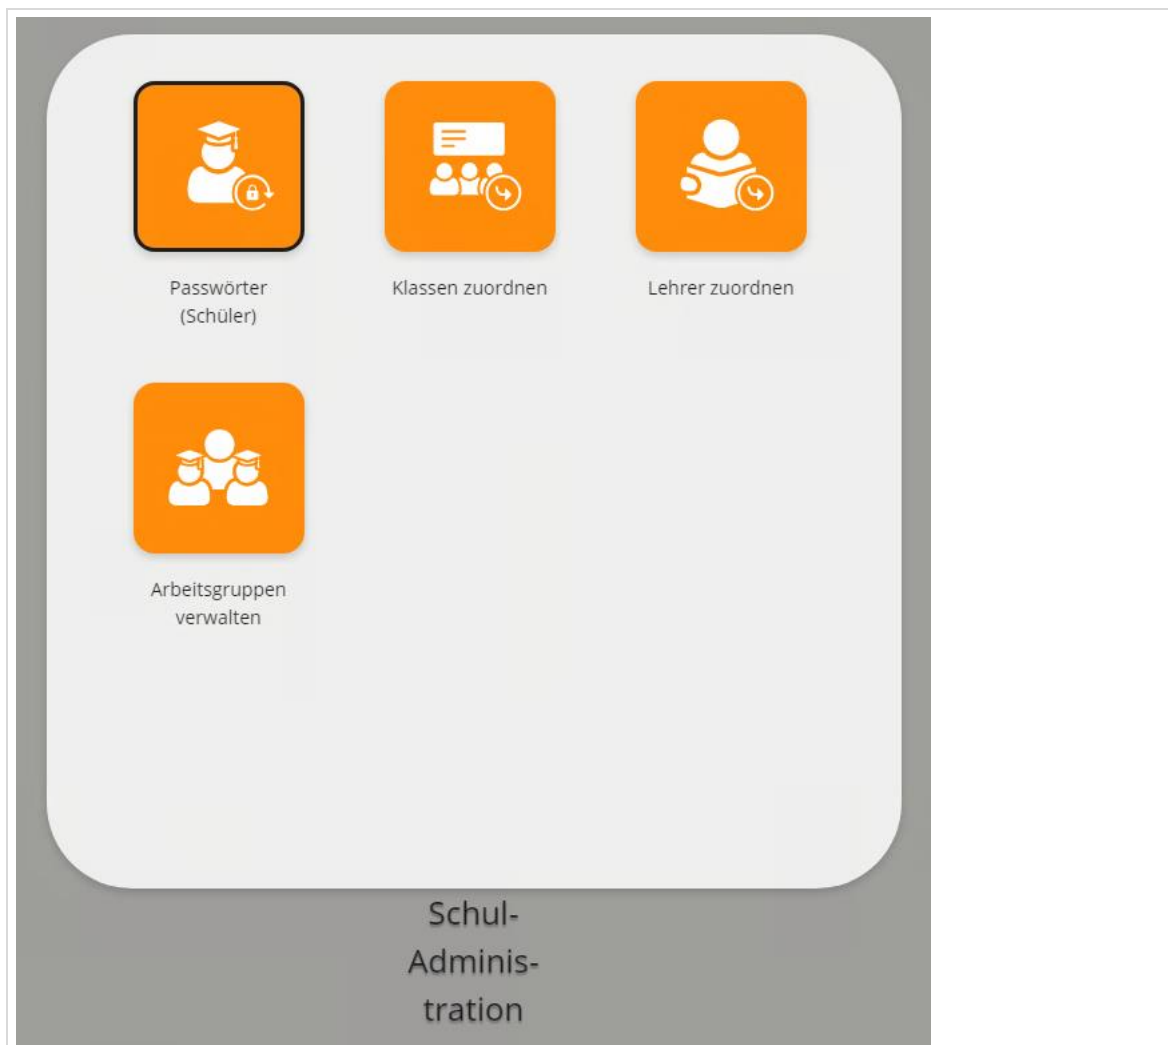 Passwörter
(Schüler)
Klassen zuordnen
Lehrer zuordnen
Arbeitsgruppen
verwalten
Schul-
Adminis-
tration